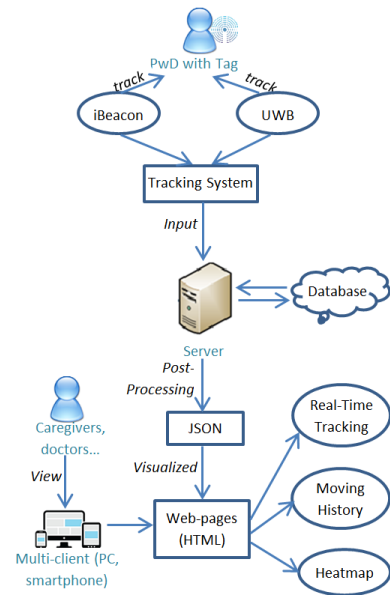 PwD with Tag
track
track
iBeacon
UWB
Tracking System
Input
Database
Server
Post-
Processing
Real-Time
Tracking
Caregivers,
doctors...
JSON
View
Visualized
Moving
History
Web-pages
(HTML)
Multi-client (PC,
smartphone)
Heatmap